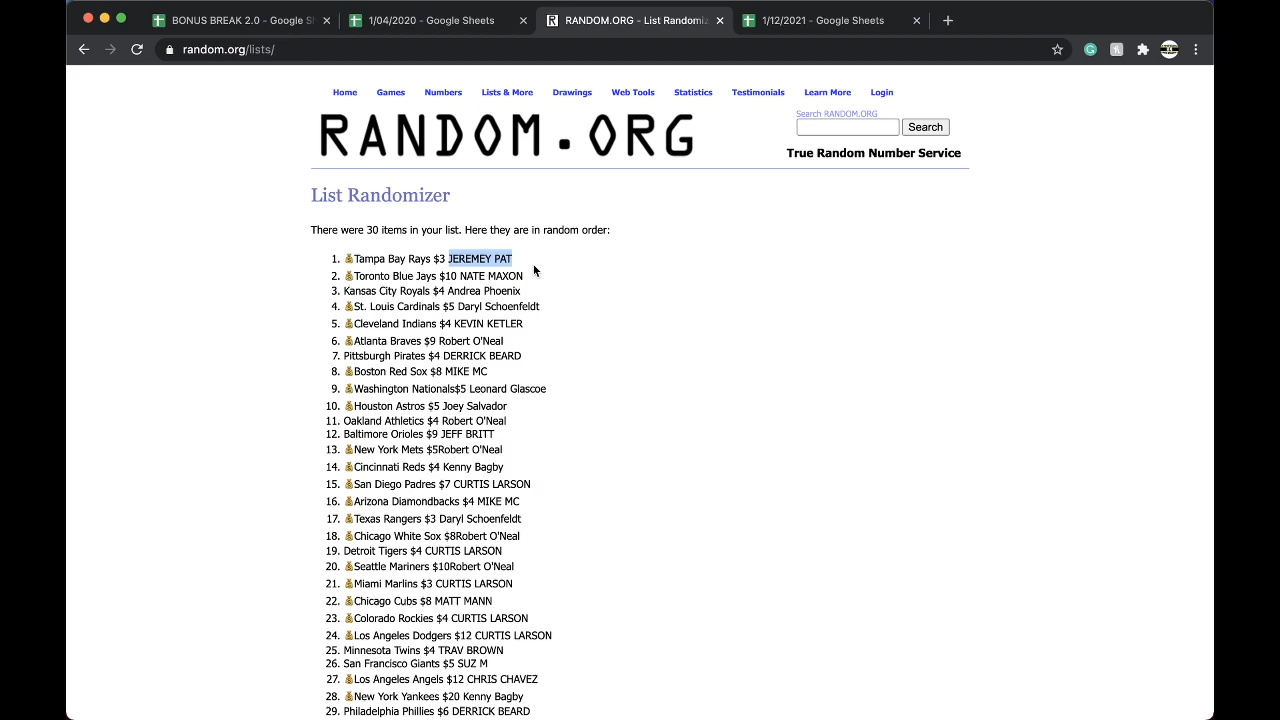 BONUS BREAK 2.0 - Google S
1/04/2020 - Google Sheets
RANDOM.ORG - List Randomiz
1/12/2021 - Google Sheets
random.org/lists/
Home Games Numbers Lists & More Drawings Web Tools Statistics Testimonials Learn More Login
Search RANDOM.ORG
RANDOM.ORG
Search
True Random Number Service
List Randomizer
There were 30 items in your list. Here they are in random order:
1. 💰Tampa Bay Rays $3 JEREMEY PAT
2. 💰Toronto Blue Jays $10 NATE MAXON
3. Kansas City Royals $4 Andrea Phoenix
4. 💰St. Louis Cardinals $5 Daryl Schoenfeldt
5. 💰Cleveland Indians $4 KEVIN KETLER
6. 💰Atlanta Braves $9 Robert O'Neal
7. Pittsburgh Pirates $4 DERRICK BEARD
8. 💰Boston Red Sox $8 MIKE MC
9. 💰Washington Nationals$5 Leonard Glascoe
10. 💰Houston Astros $5 Joey Salvador
11. Oakland Athletics $4 Robert O'Neal
12. Baltimore Orioles $9 JEFF BRITT
13. 💰New York Mets $5Robert O'Neal
14. 💰Cincinnati Reds $4 Kenny Bagby
15. 💰San Diego Padres $7 CURTIS LARSON
16. 💰Arizona Diamondbacks $4 MIKE MC
17. 💰Texas Rangers $3 Daryl Schoenfeldt
18. 💰Chicago White Sox $8Robert O'Neal
19. Detroit Tigers $4 CURTIS LARSON
20. 💰Seattle Mariners $10Robert O'Neal
21. 💰Miami Marlins $3 CURTIS LARSON
22. 💰Chicago Cubs $8 MATT MANN
23. 💰Colorado Rockies $4 CURTIS LARSON
24. 💰Los Angeles Dodgers $12 CURTIS LARSON
25. Minnesota Twins $4 TRAV BROWN
26. San Francisco Giants $5 SUZ M
27. 💰Los Angeles Angels $12 CHRIS CHAVEZ
28. 💰New York Yankees $20 Kenny Bagby
29. Philadelphia Phillies $6 DERRICK BEARD